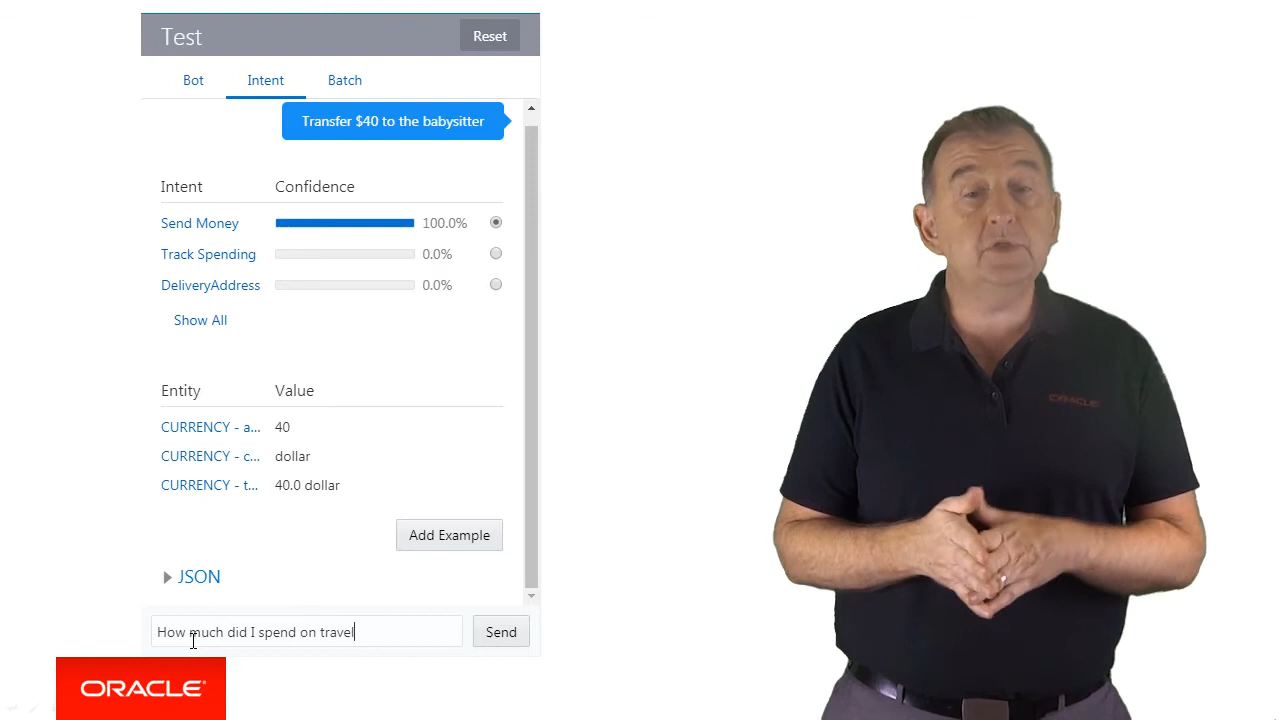 Test
Reset
Bot
Intent
Batch
Transfer $40 to the babysitter
Intent
Confidence
Send Money
100.0%
Track Spending
0.0%
DeliveryAddress
0.0%
Show All
Entity
Value
CURRENCY - a...
40
CURRENCY - c...
dollar
CURRENCY - t...
40.0 dollar
Add Example
JSON
How much did I spend on travel
Send
ORACLE®
ORACLE